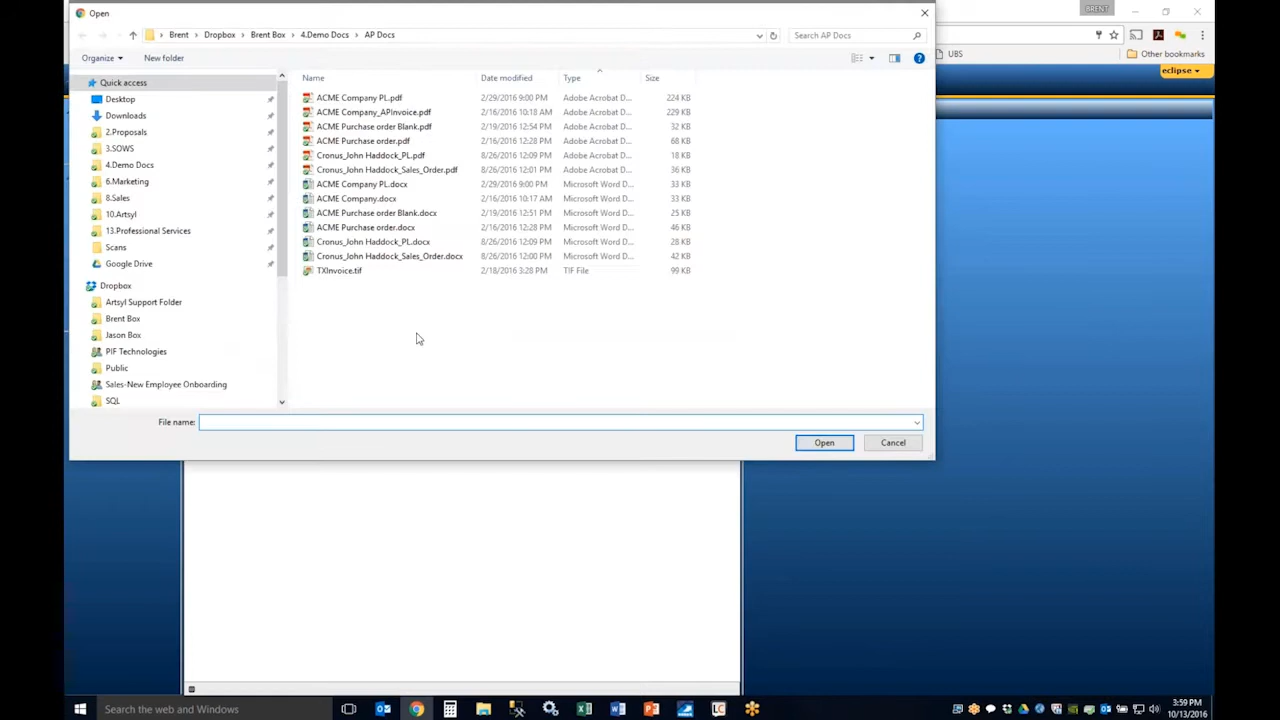 Open
BRENT
Brent > Dropbox > Brent Box > 4.Demo Docs > AP Docs
Search AP Docs
Organize
New folder
UBS
Other bookmarks
eclipse
Name Date modified Type Size
Quick access
Desktop
Downloads
2.Proposals
3.SOWS
4.Demo Docs
6.Marketing
8.Sales
10.Artsyl
13.Professional Services
Scans
Google Drive
Dropbox
Artsyl Support Folder
Brent Box
Jason Box
PIF Technologies
Public
Sales-New Employee Onboarding
SQL
ACME Company PL.pdf 2/29/2016 9:00 PM Adobe Acrobat D... 224 KB
ACME Company_APInvoice.pdf 2/16/2016 10:18 AM Adobe Acrobat D... 229 KB
ACME Purchase order Blank.pdf 2/19/2016 12:54 PM Adobe Acrobat D... 32 KB
ACME Purchase order.pdf 2/16/2016 12:28 PM Adobe Acrobat D... 68 KB
Cronus_John Haddock_PL.pdf 8/26/2016 12:09 PM Adobe Acrobat D... 18 KB
Cronus_John Haddock_Sales_Order.pdf 8/26/2016 12:01 PM Adobe Acrobat D... 36 KB
ACME Company PL.docx 2/29/2016 9:00 PM Microsoft Word D... 33 KB
ACME Company.docx 2/16/2016 10:17 AM Microsoft Word D... 33 KB
ACME Purchase order Blank.docx 2/19/2016 12:51 PM Microsoft Word D... 25 KB
ACME Purchase order.docx 2/16/2016 12:28 PM Microsoft Word D... 46 KB
Cronus_John Haddock_PL.docx 8/26/2016 12:09 PM Microsoft Word D... 28 KB
Cronus_John Haddock_Sales_Order.docx 8/26/2016 12:00 PM Microsoft Word D... 42 KB
TXInvoice.tif 2/18/2016 3:28 PM TIF File 99 KB
File name:
Open Cancel
Search the web and Windows
3:59 PM
10/13/2016